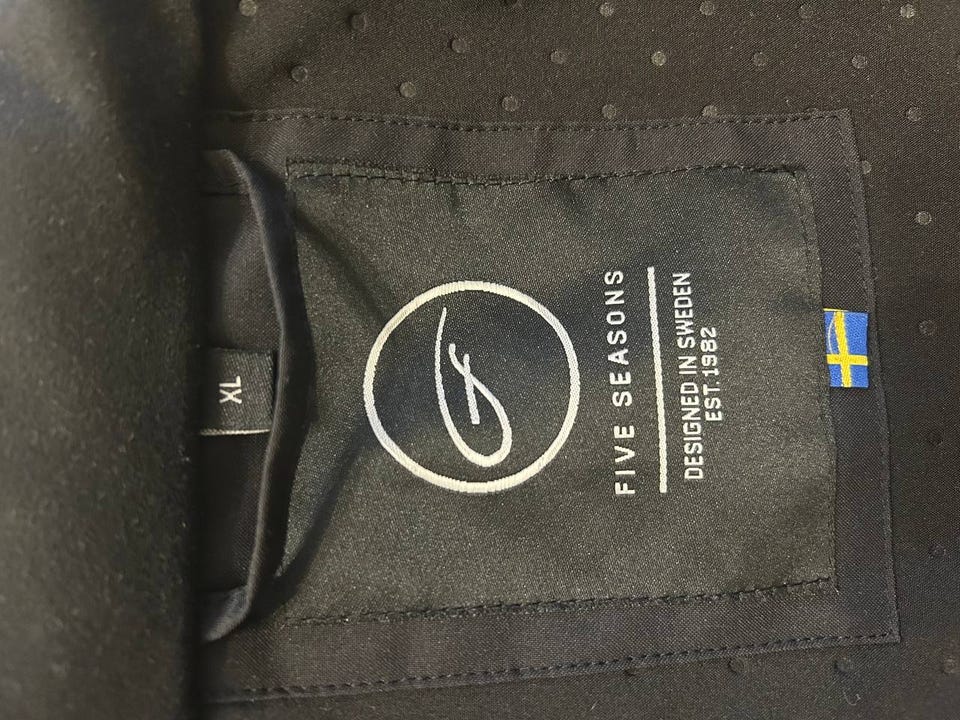 XL
FIVE SEASONS
DESIGNED IN SWEDEN
EST.1982